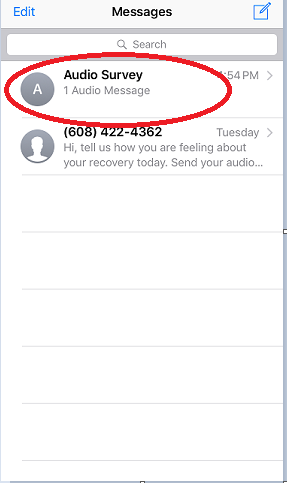 Edit Messages
Search
Audio Survey :54 PM
A
1 Audio Message
(608) 422-4362 Tuesday
Hi, tell us how you are feeling about
your recovery today. Send your audio...